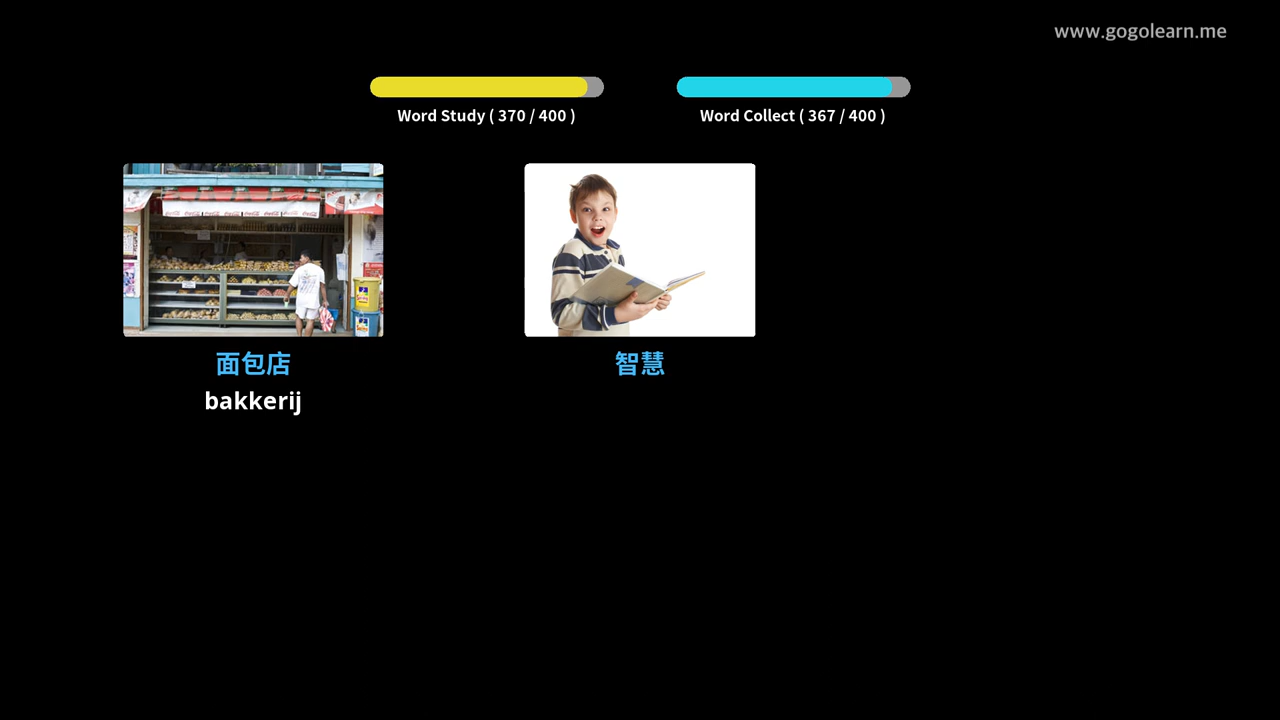 www.gogolearn.me
Word Study ( 370 / 400 )
Word Collect ( 367 / 400 )
面包店
智慧
bakkerij